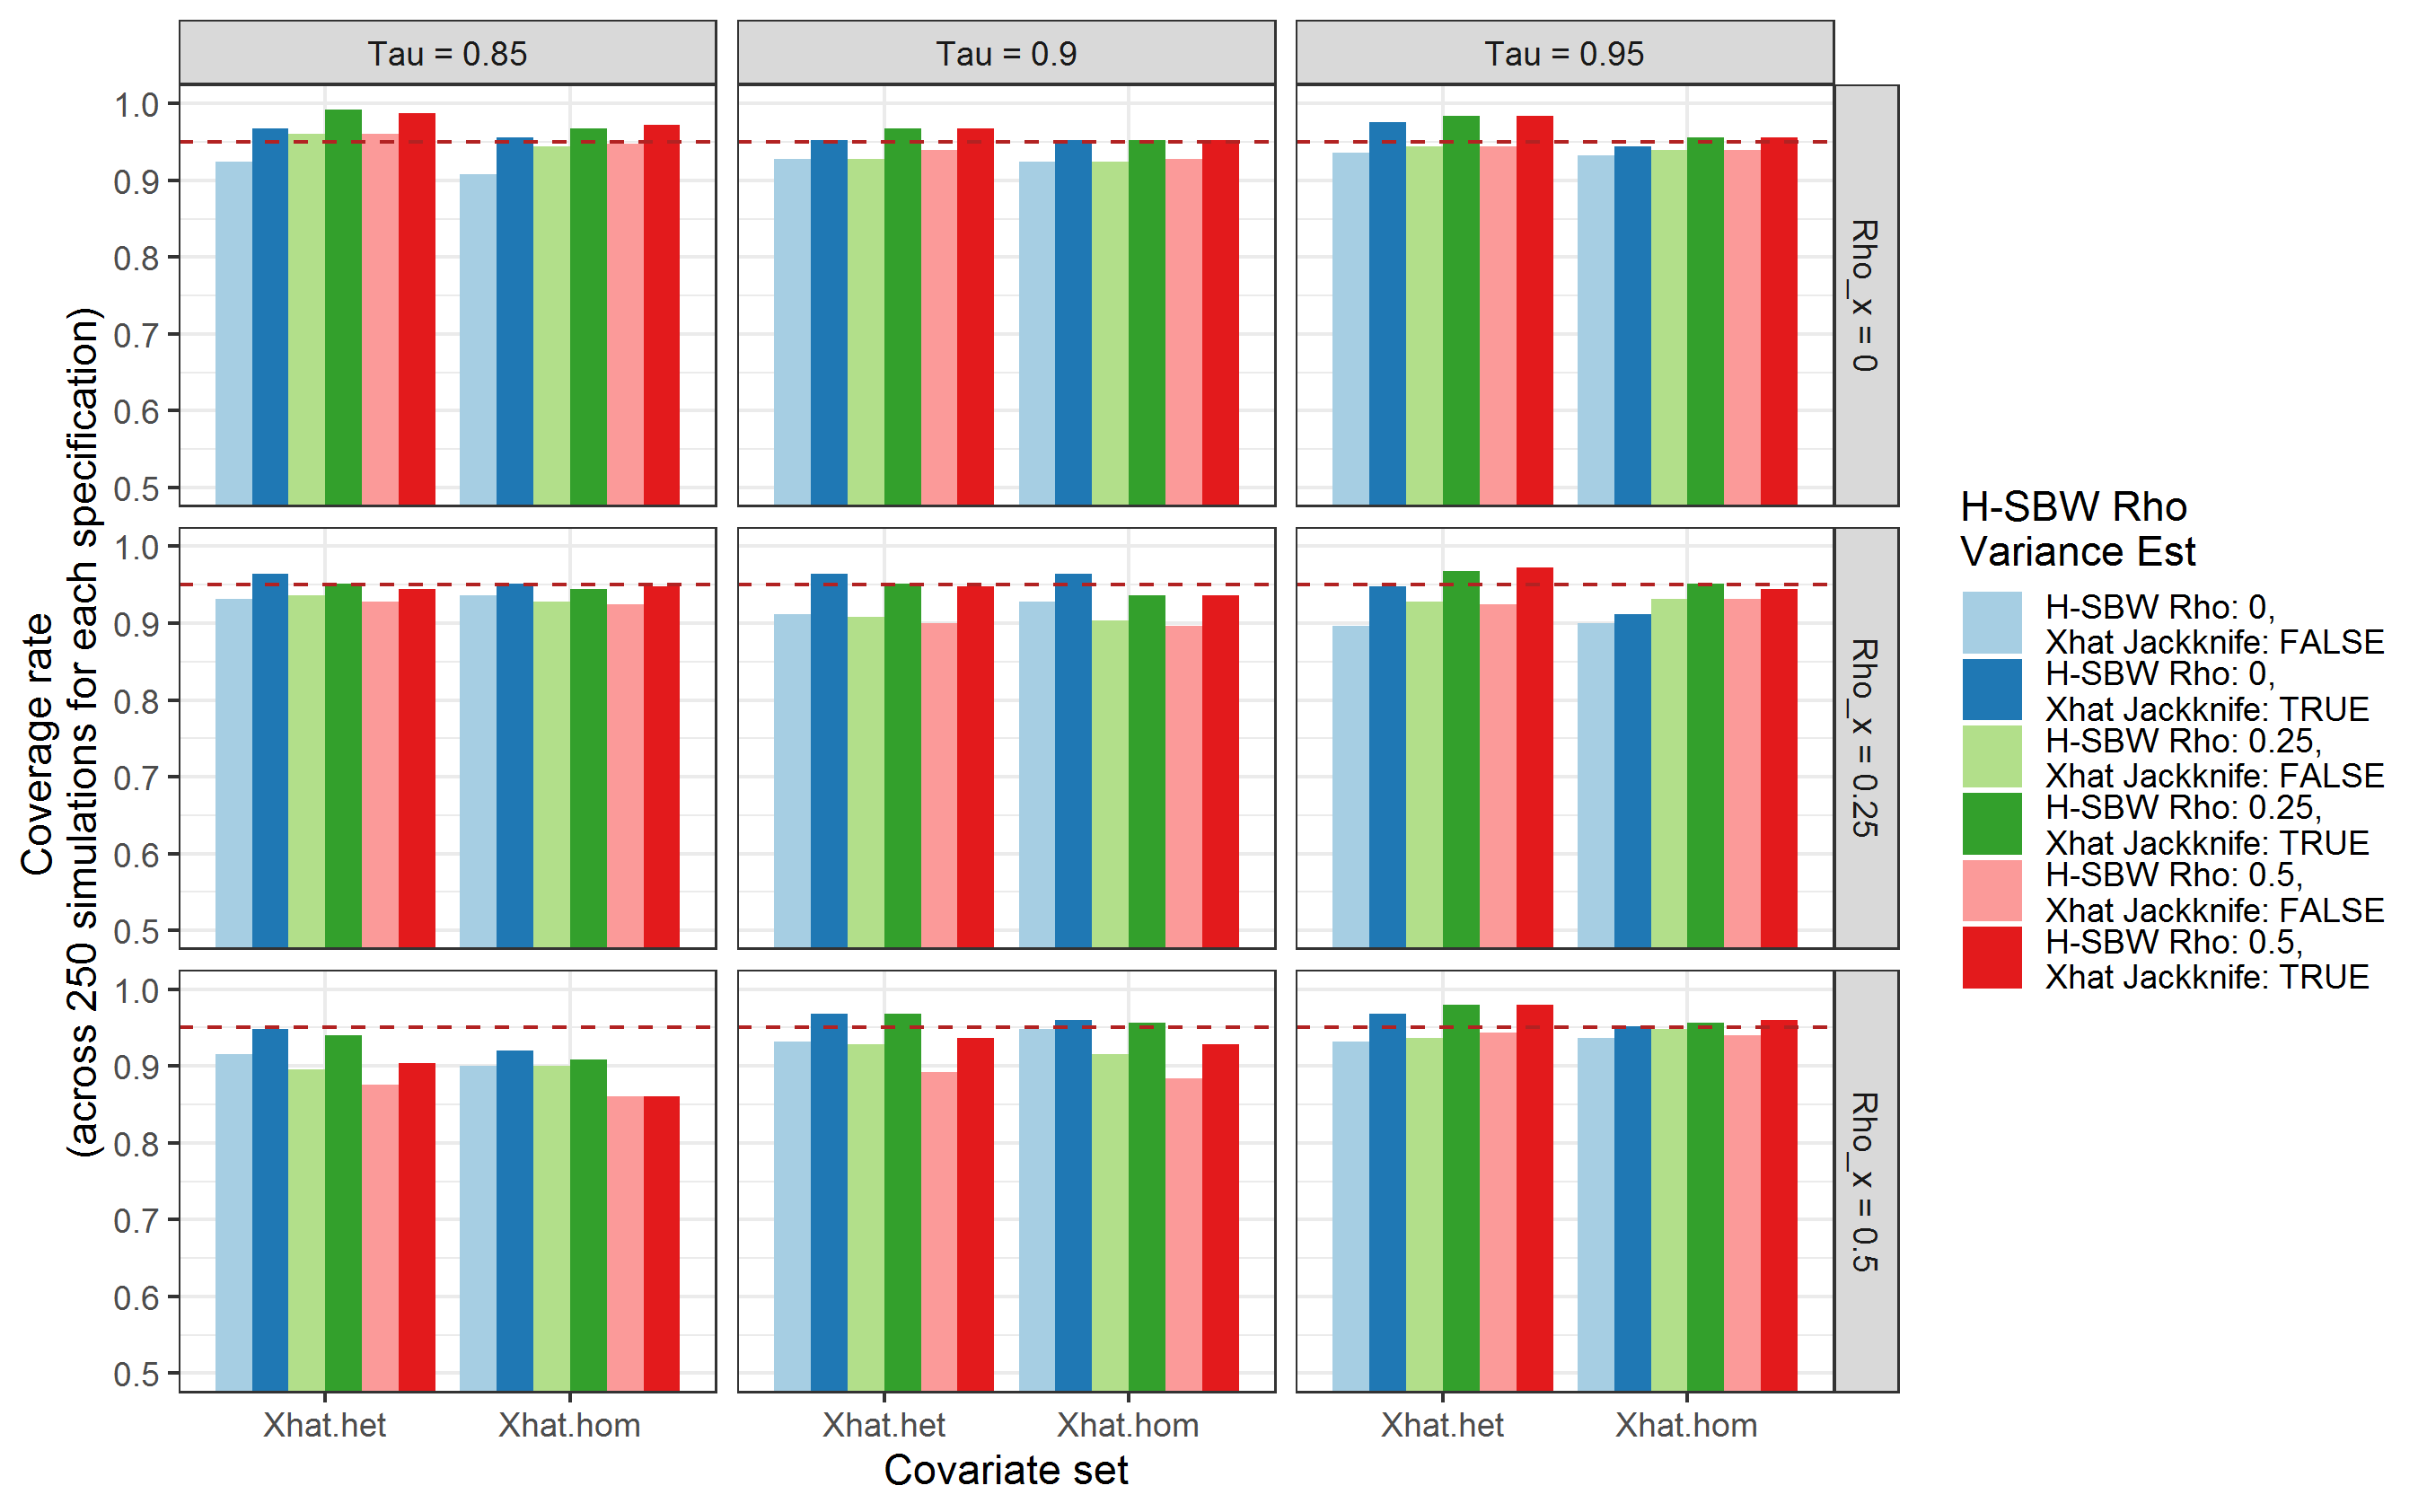 Tau = 0.85
Tau = 0.9
Tau = 0.95
1.0
0.9
0.8
0.7
0.6
0.5
Rho_x = 0
1.0
0.9
0.8
0.7
0.6
0.5
Rho_x = 0.25
1.0
0.9
0.8
0.7
0.6
0.5
Rho_x = 0.5
Coverage rate
(across 250 simulations for each specification)
Xhat.het
Xhat.hom
Xhat.het
Xhat.hom
Xhat.het
Xhat.hom
Covariate set
H-SBW Rho
Variance Est
H-SBW Rho: 0,
Xhat Jackknife: FALSE
H-SBW Rho: 0,
Xhat Jackknife: TRUE
H-SBW Rho: 0.25,
Xhat Jackknife: FALSE
H-SBW Rho: 0.25,
Xhat Jackknife: TRUE
H-SBW Rho: 0.5,
Xhat Jackknife: FALSE
H-SBW Rho: 0.5,
Xhat Jackknife: TRUE